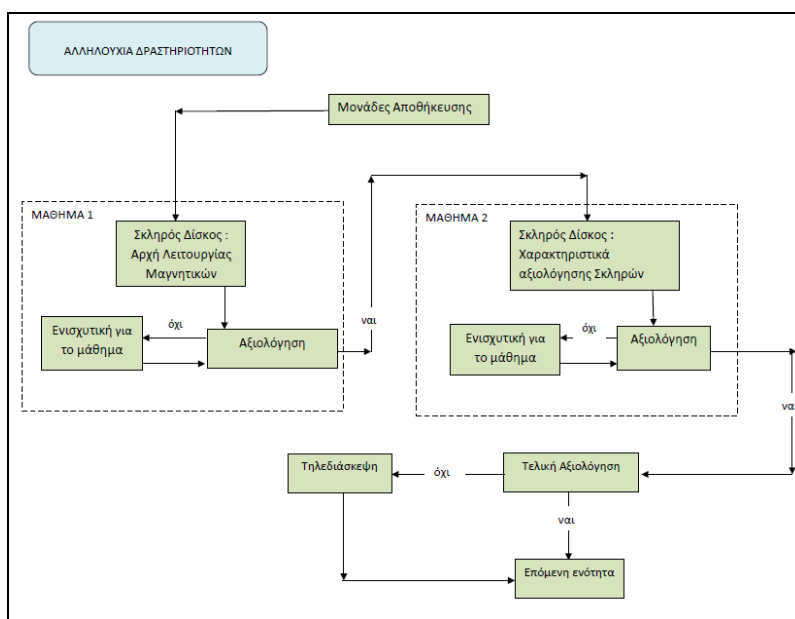 ΑΛΛΗΛΟΥΧΙΑ ΔΡΑΣΤΗΡΙΟΤΗΤΩΝ
Μονάδες Αποθήκευσης
ΜΑΘΗΜΑ 1
Σκληρός Δίσκος :
Αρχή Λειτουργίας
Μαγνητικών
Ενισχυτική για
το μάθημα
όχι
Αξιολόγηση
ναι
ΜΑΘΗΜΑ 2
Σκληρός Δίσκος :
Χαρακτηριστικά
αξιολόγησης Σκληρών
Ενισχυτική για
το μάθημα
όχι
Αξιολόγηση
να
Τηλεδιάσκεψη
όχι
Τελική Αξιολόγηση
ναι
Επόμενη ενότητα